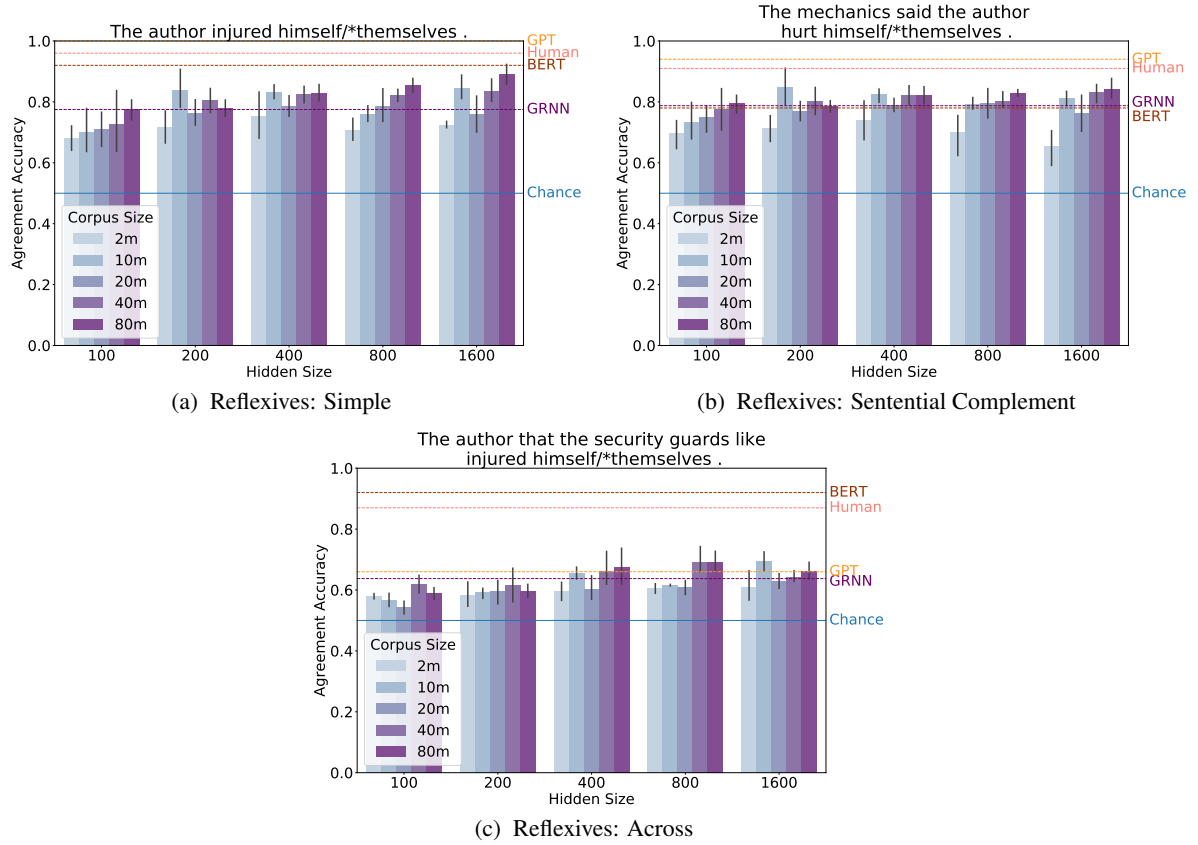 The author injured himself/*themselves .
1.0
0.8
0.6
0.4
0.2
0.0
Agreement Accuracy
GPT
Human
BERT
GRNN
Chance
Corpus Size
2m
10m
20m
40m
80m
100 200 400 800 1600
Hidden Size
(a) Reflexives: Simple
The mechanics said the author
hurt himself/*themselves .
1.0
0.8
0.6
0.4
0.2
0.0
Agreement Accuracy
GPT
Human
GRNN
BERT
Chance
Corpus Size
2m
10m
20m
40m
80m
100 200 400 800 1600
Hidden Size
(b) Reflexives: Sentential Complement
The author that the security guards like
injured himself/*themselves .
1.0
0.8
0.6
0.4
0.2
0.0
Agreement Accuracy
BERT
Human
GPT
GRNN
Chance
Corpus Size
2m
10m
20m
40m
80m
100 200 400 800 1600
Hidden Size
(c) Reflexives: Across